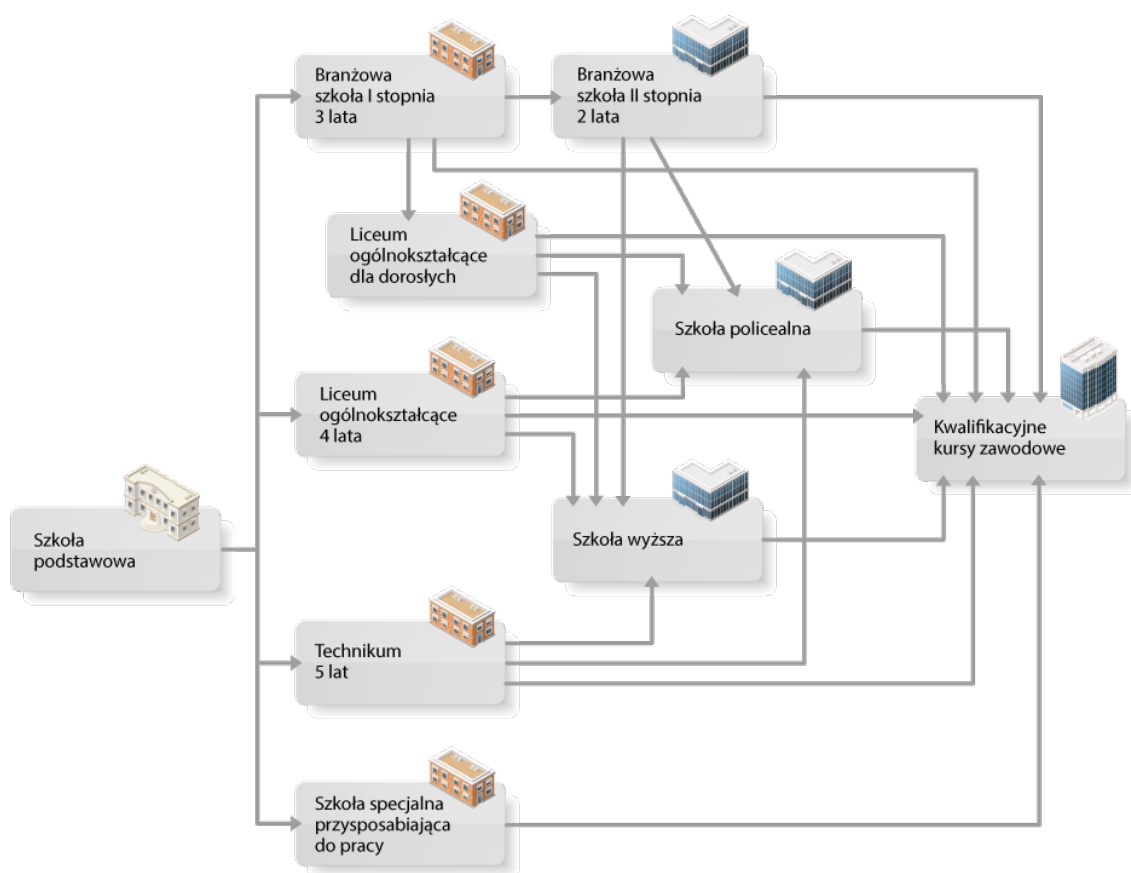 Branżowa
szkoła I stopnia
3 lata
Branżowa
szkoła II stopnia
2 lata
Liceum
ogólnokształcące
dla dorosłych
Szkoła policealna
Liceum
ogólnokształcące
4 lata
Kwalifikacyjne
kursy zawodowe
Szkoła
podstawowa
Szkoła wyższa
Technikum
5 lat
Szkoła specjalna
przysposabiająca
do pracy